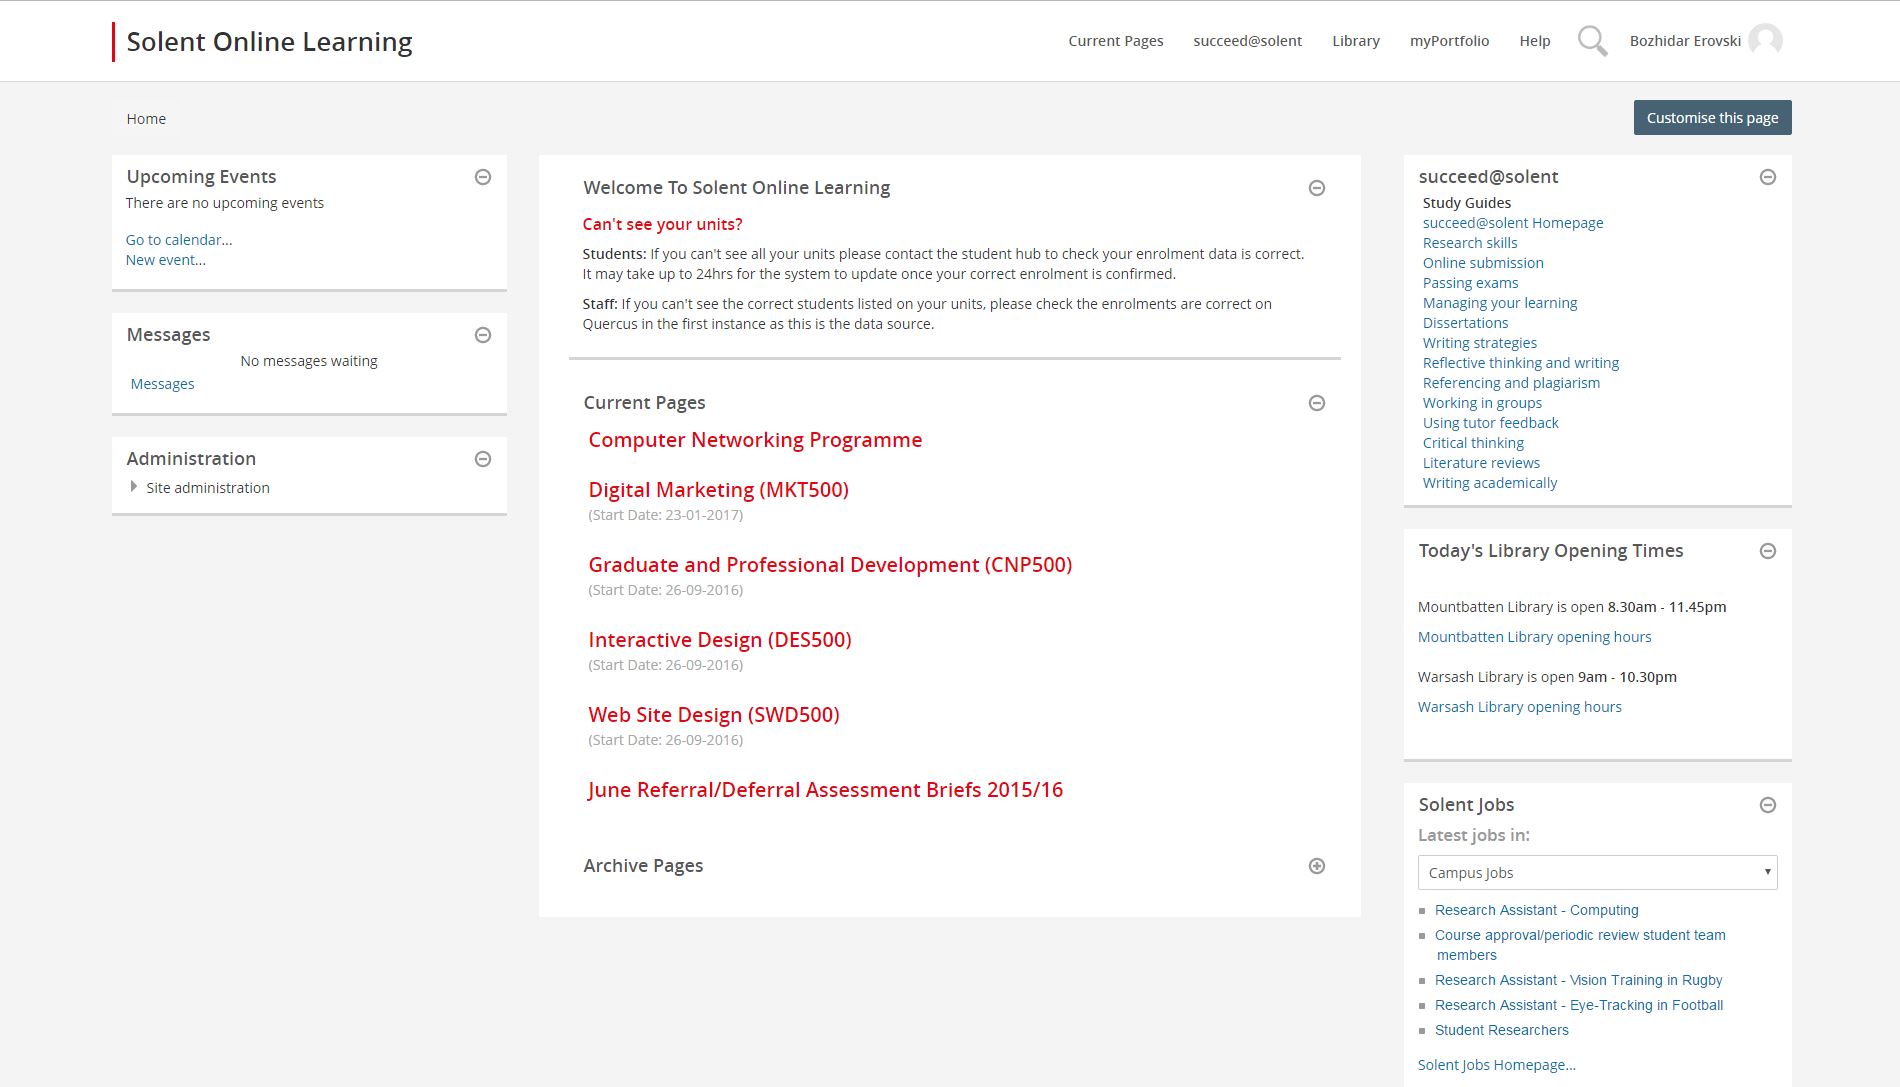 Solent Online Learning
Current Pages
succeed@solent
Library
myPortfolio
Help
Bozhidar Erovski
Home
Customise this page
Upcoming Events
There are no upcoming events
Go to calendar...
New event...
Messages
No messages waiting
Messages
Administration
Site administration
Welcome To Solent Online Learning
Can't see your units?
Students: If you can't see all your units please contact the student hub to check your enrolment data is correct.
It may take up to 24hrs for the system to update once your correct enrolment is confirmed.
Staff: If you can't see the correct students listed on your units, please check the enrolments are correct on
Quercus in the first instance as this is the data source.
Current Pages
Computer Networking Programme
Digital Marketing (MKT500)
(Start Date: 23-01-2017)
Graduate and Professional Development (CNP500)
(Start Date: 26-09-2016)
Interactive Design (DES500)
(Start Date: 26-09-2016)
Web Site Design (SWD500)
(Start Date: 26-09-2016)
June Referral/Deferral Assessment Briefs 2015/16
Archive Pages
succeed@solent
Study Guides
succeed@solent Homepage
Research skills
Online submission
Passing exams
Managing your learning
Dissertations
Writing strategies
Reflective thinking and writing
Referencing and plagiarism
Working in groups
Using tutor feedback
Critical thinking
Literature reviews
Writing academically
Today's Library Opening Times
Mountbatten Library is open 8.30am - 11.45pm
Mountbatten Library opening hours
Warsash Library is open 9am - 10.30pm
Warsash Library opening hours
Solent Jobs
Latest jobs in:
Campus Jobs
Research Assistant - Computing
Course approval/periodic review student team
members
Research Assistant - Vision Training in Rugby
Research Assistant - Eye-Tracking in Football
Student Researchers
Solent Jobs Homepage...